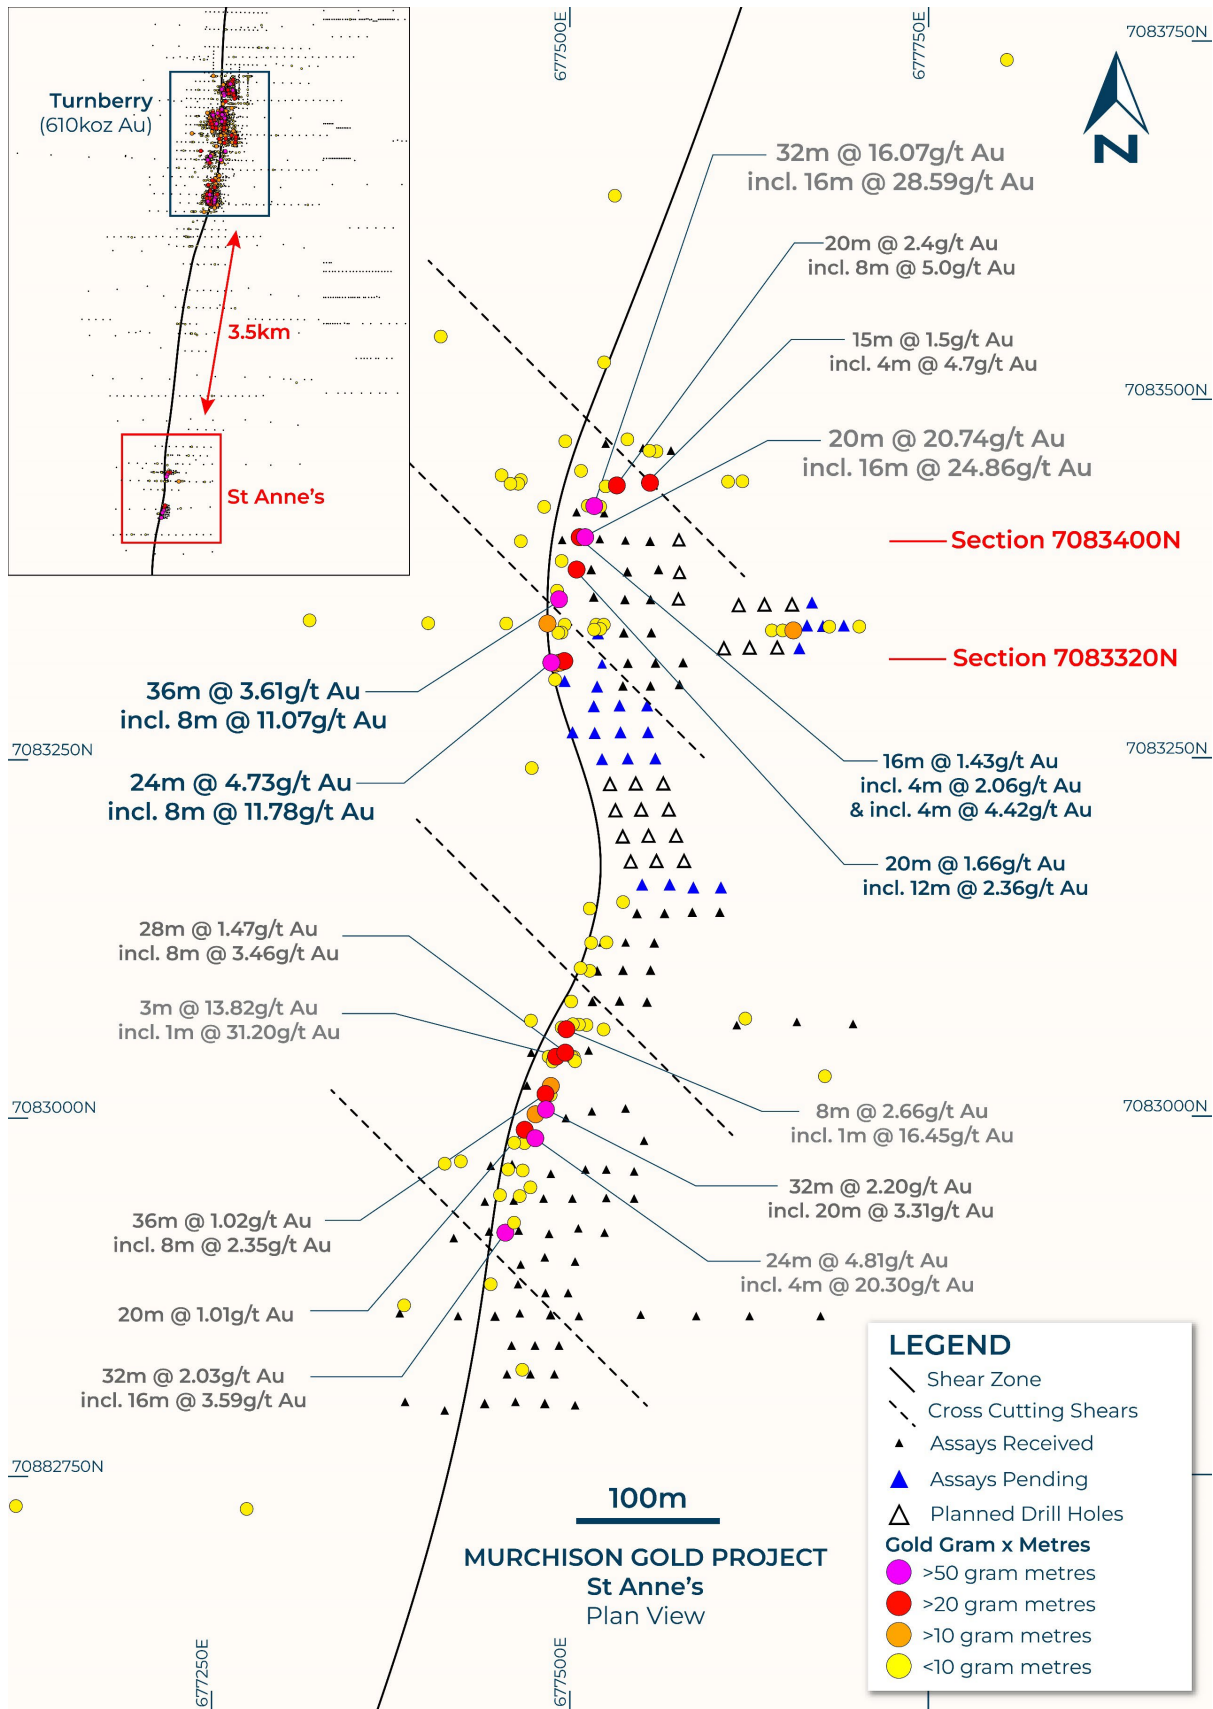 677500E
677750E
7083750N
Turnberry
(610koz Au)
3.5km
St Anne's
N
32m @ 16.07g/t Au
incl. 16m @ 28.59g/t Au
20m @ 2.4g/t Au
incl. 8m @ 5.0g/t Au
15m @ 1.5g/t Au
incl. 4m @ 4.7g/t Au
7083500N
20m @ 20.74g/t Au
incl. 16m @ 24.86g/t Au
Section 7083400N
Section 7083320N
36m @ 3.61g/t Au
incl. 8m @ 11.07g/t Au
7083250N
7083250N
24m @ 4.73g/t Au
incl. 8m @ 11.78g/t Au
16m @ 1.43g/t Au
incl. 4m @ 2.06g/t Au
& incl. 4m @ 4.42g/t Au
20m @ 1.66g/t Au
incl. 12m @ 2.36g/t Au
28m @ 1.47g/t Au
incl. 8m @ 3.46g/t Au
3m @ 13.82g/t Au
incl. 1m @ 31.20g/t Au
7083000N
7083000N
8m @ 2.66g/t Au
incl. 1m @ 16.45g/t Au
32m @ 2.20g/t Au
incl. 20m @ 3.31g/t Au
36m @ 1.02g/t Au
incl. 8m @ 2.35g/t Au
24m @ 4.81g/t Au
incl. 4m @ 20.30g/t Au
20m @ 1.01g/t Au
32m @ 2.03g/t Au
incl. 16m @ 3.59g/t Au
70882750N
100m
MURCHISON GOLD PROJECT
St Anne's
Plan View
677250E
677500E
LEGEND
Shear Zone
Cross Cutting Shears
Assays Received
Assays Pending
Planned Drill Holes
Gold Gram x Metres
>50 gram metres
>20 gram metres
>10 gram metres
<10 gram metres